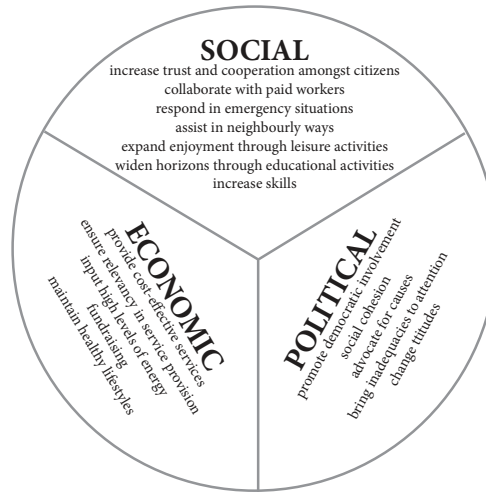 SOCIAL
increase trust and cooperation amongst citizens
collaborate with paid workers
respond in emergency situations
assist in neighbourly ways
expand enjoyment through leisure activities
widen horizons through educational activities
increase skills
ECONOMIC
provide cost-effective services
ensure relevancy in service provision
input high levels of energy
fundraising
maintain healthy lifestyles
POLITICAL
promote democratic involvement
social cohesion
advocate for causes
bring inadequacies to attention
change ttitudes